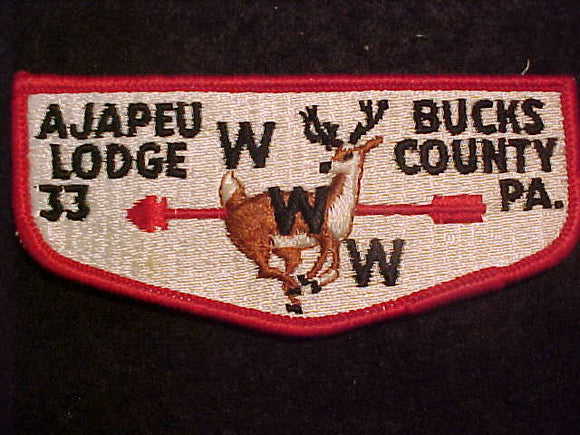 AJAPEU
LODGE
33
W
W
W
BUCKS
COUNTY
PA.